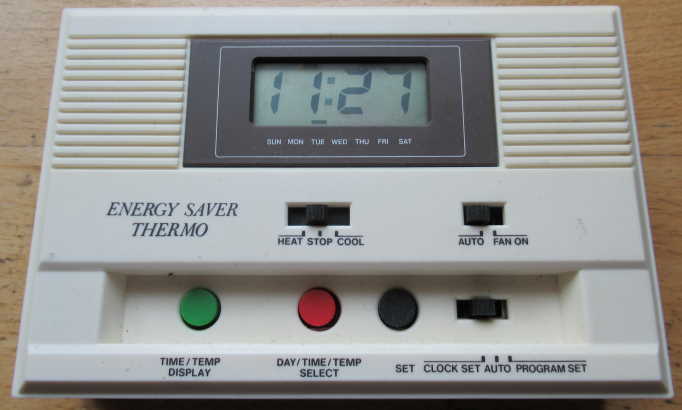 11:27
SUN MON TUE WED THU FRI SAT
ENERGY SAVER
THERMO
HEAT STOP COOL
AUTO FAN ON
TIME/TEMP
DISPLAY
DAY/TIME/TEMP
SELECT
SET
CLOCK SET AUTO PROGRAM SET